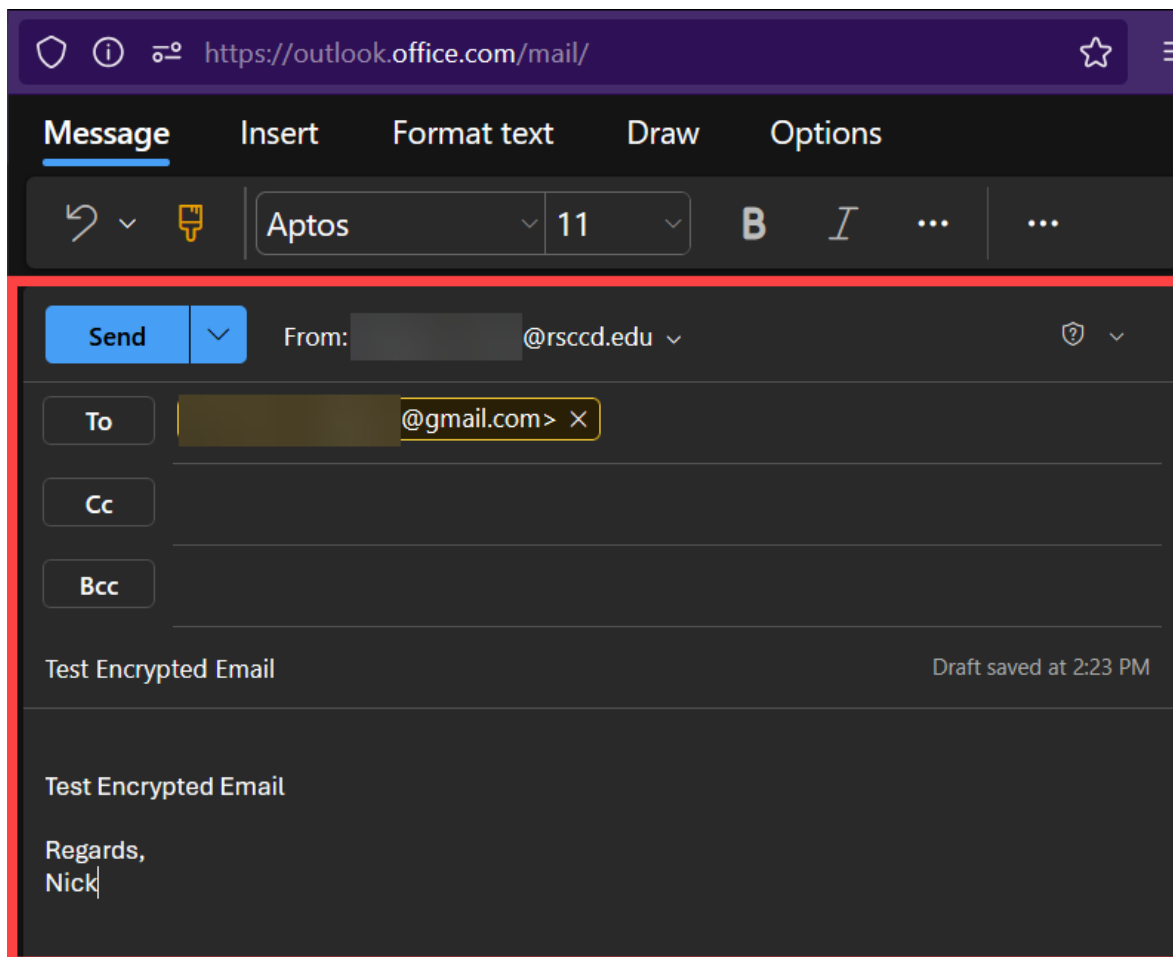 https://outlook.office.com/mail/
Message Insert Format text Draw Options
Aptos 11 B I ... ...
Send From: @rsccd.edu
To @gmail.com>
Cc
Bcc
Test Encrypted Email Draft saved at 2:23 PM
Test Encrypted Email
Regards,
Nick